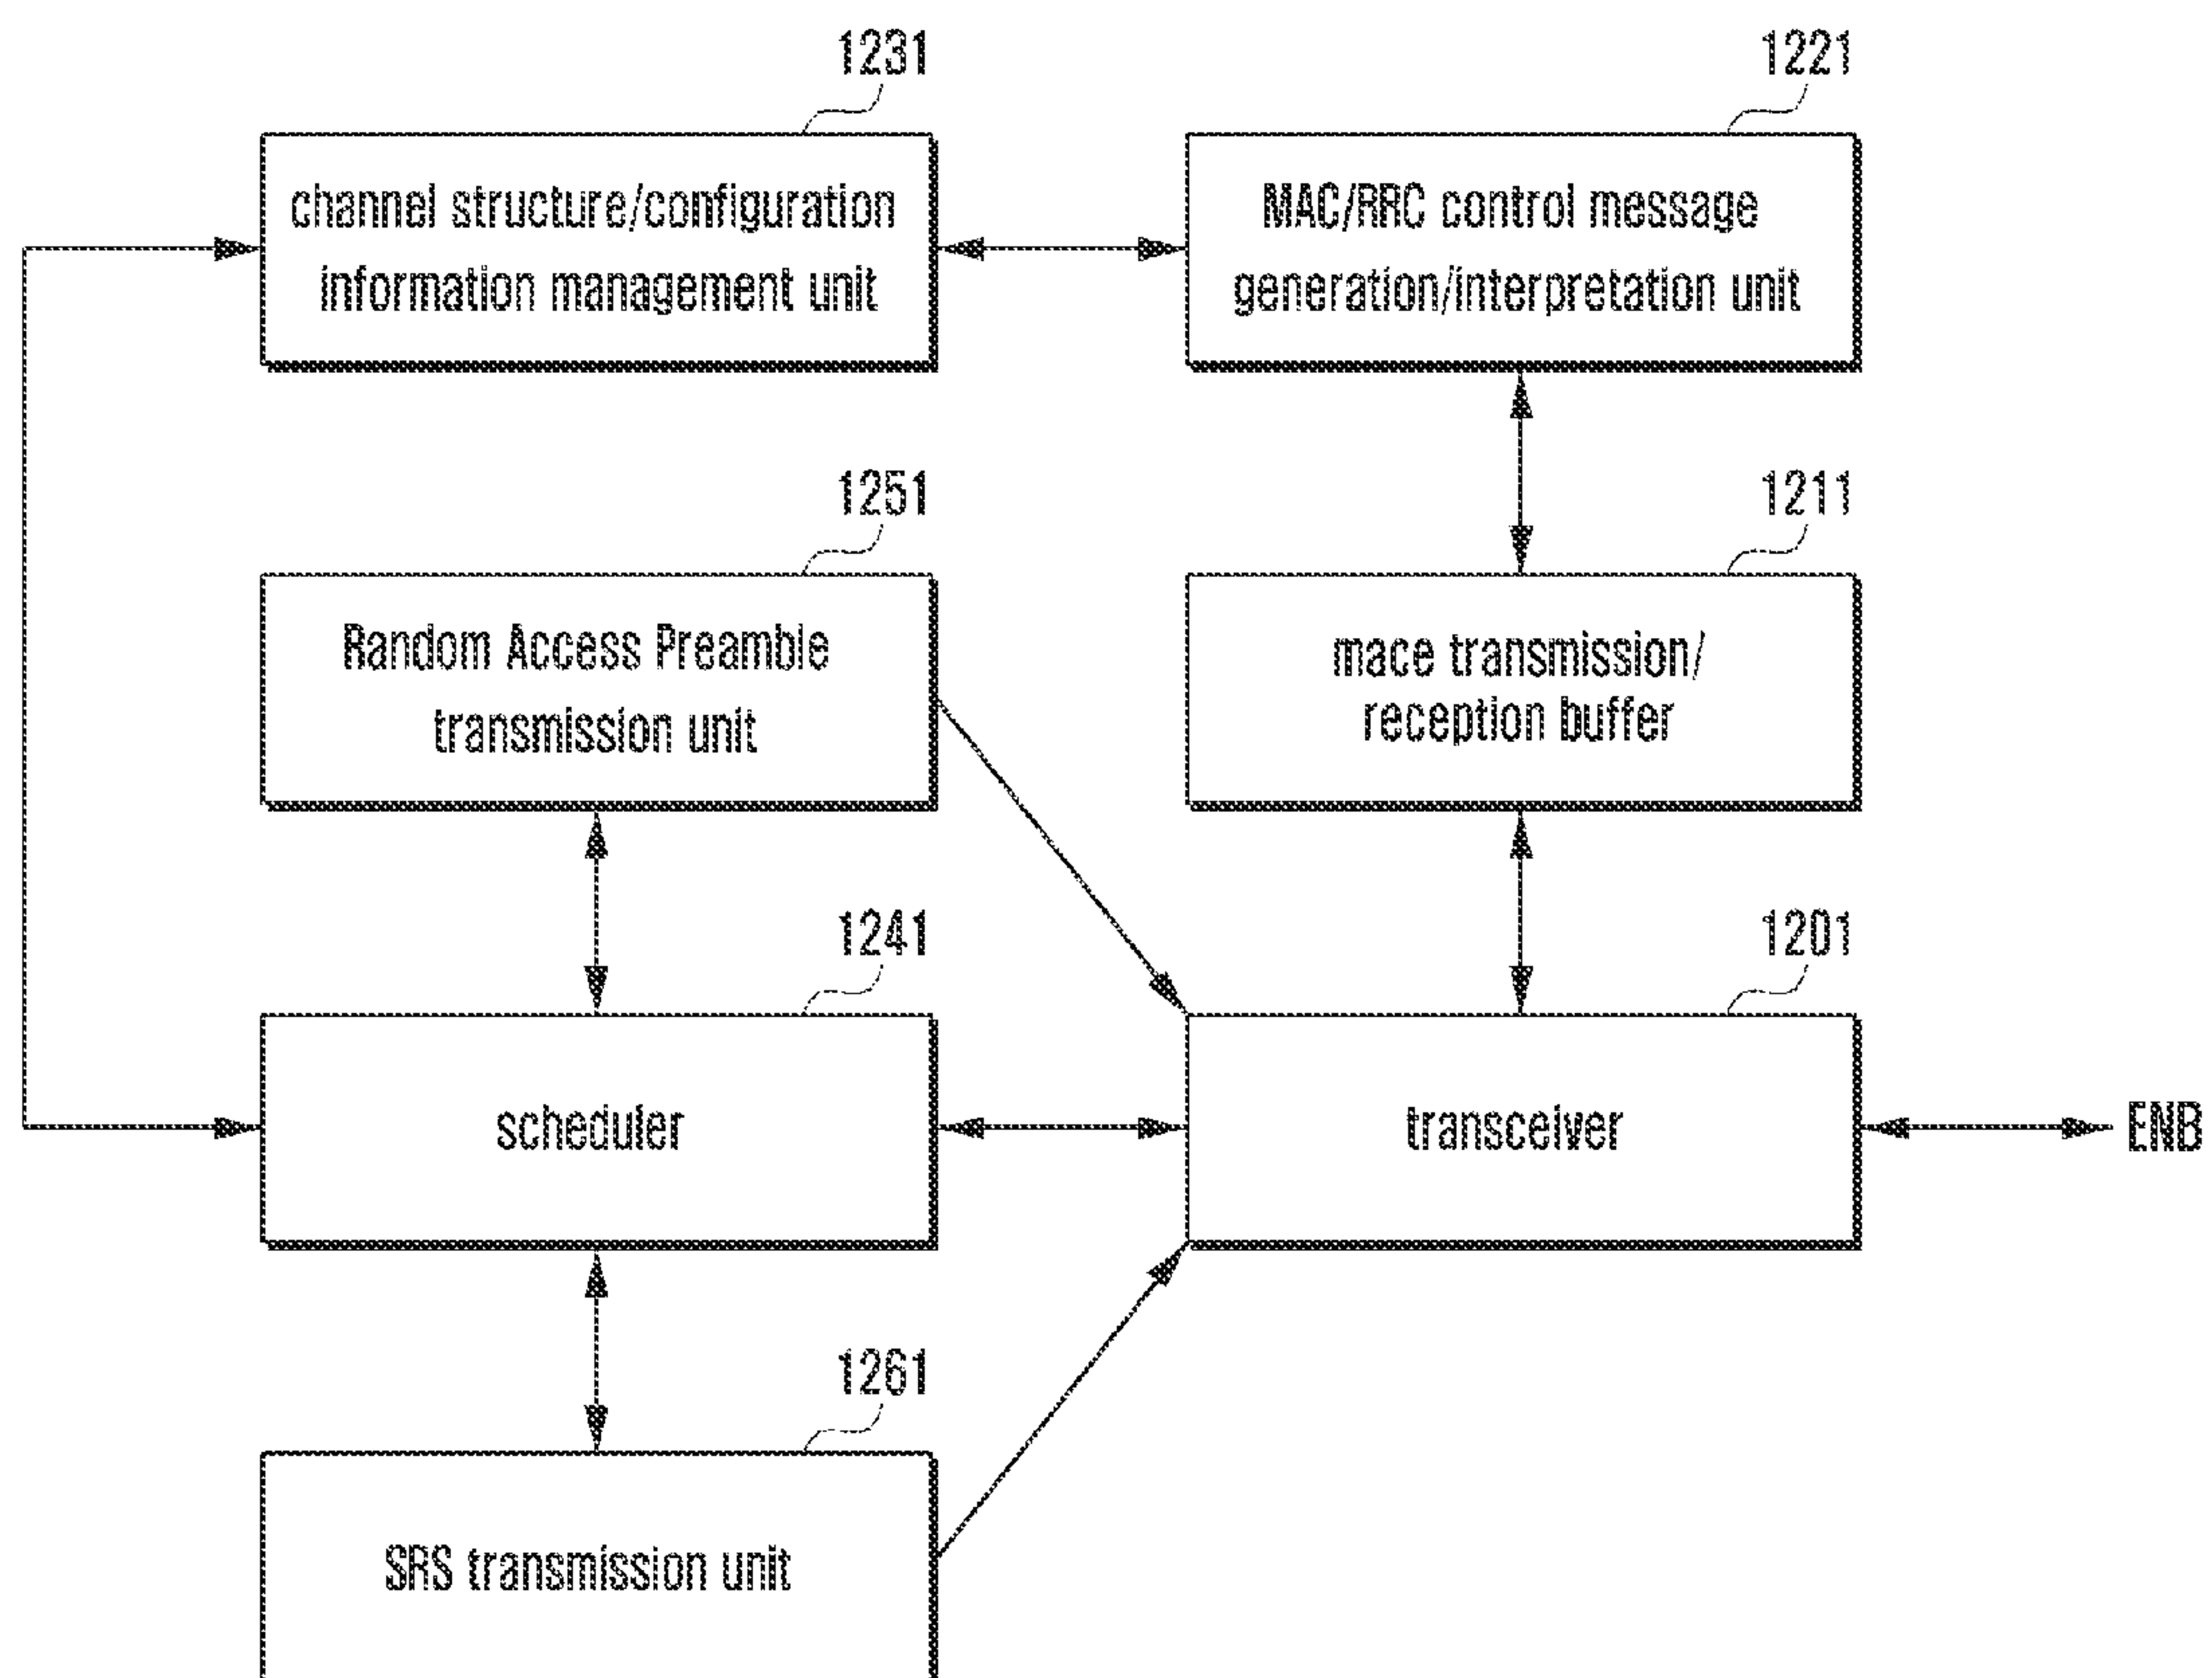 1231
1221
channel structure/configuration
information management unit
MAC/RRC control message
generation/interpretation unit
1251
1211
Random Access Preamble
transmission unit
mace transmission/
reception buffer
1241
1201
scheduler
transceiver
ENB
1261
SRS transmission unit